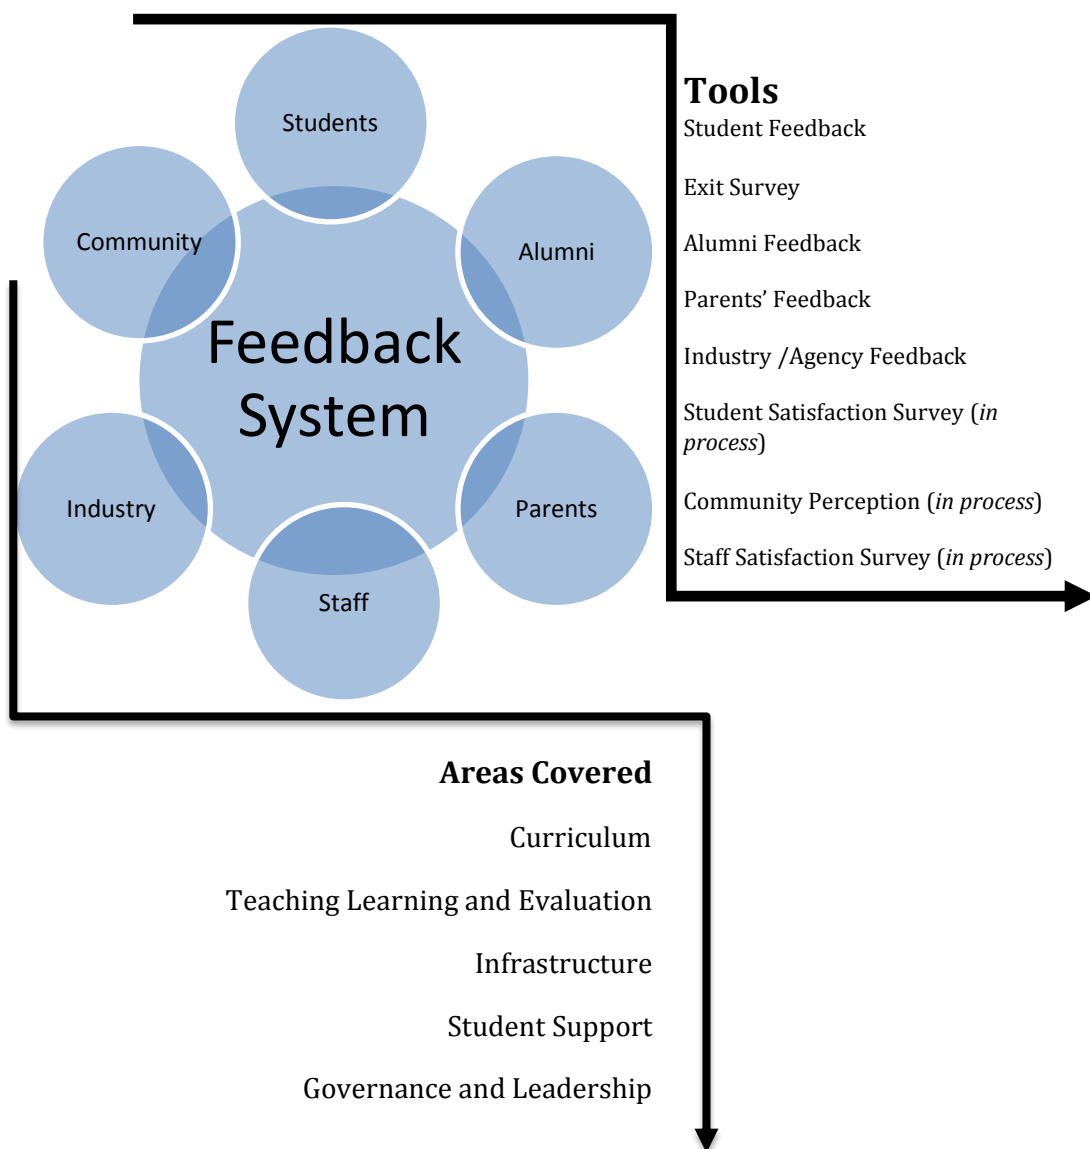 Students
Community
Alumni
Feedback
System
Industry
Parents
Staff
Tools
Student Feedback
Exit Survey
Alumni Feedback
Parents’ Feedback
Industry /Agency Feedback
Student Satisfaction Survey (in
process)
Community Perception (in process)
Staff Satisfaction Survey (in process)
Areas Covered
Curriculum
Teaching Learning and Evaluation
Infrastructure
Student Support
Governance and Leadership